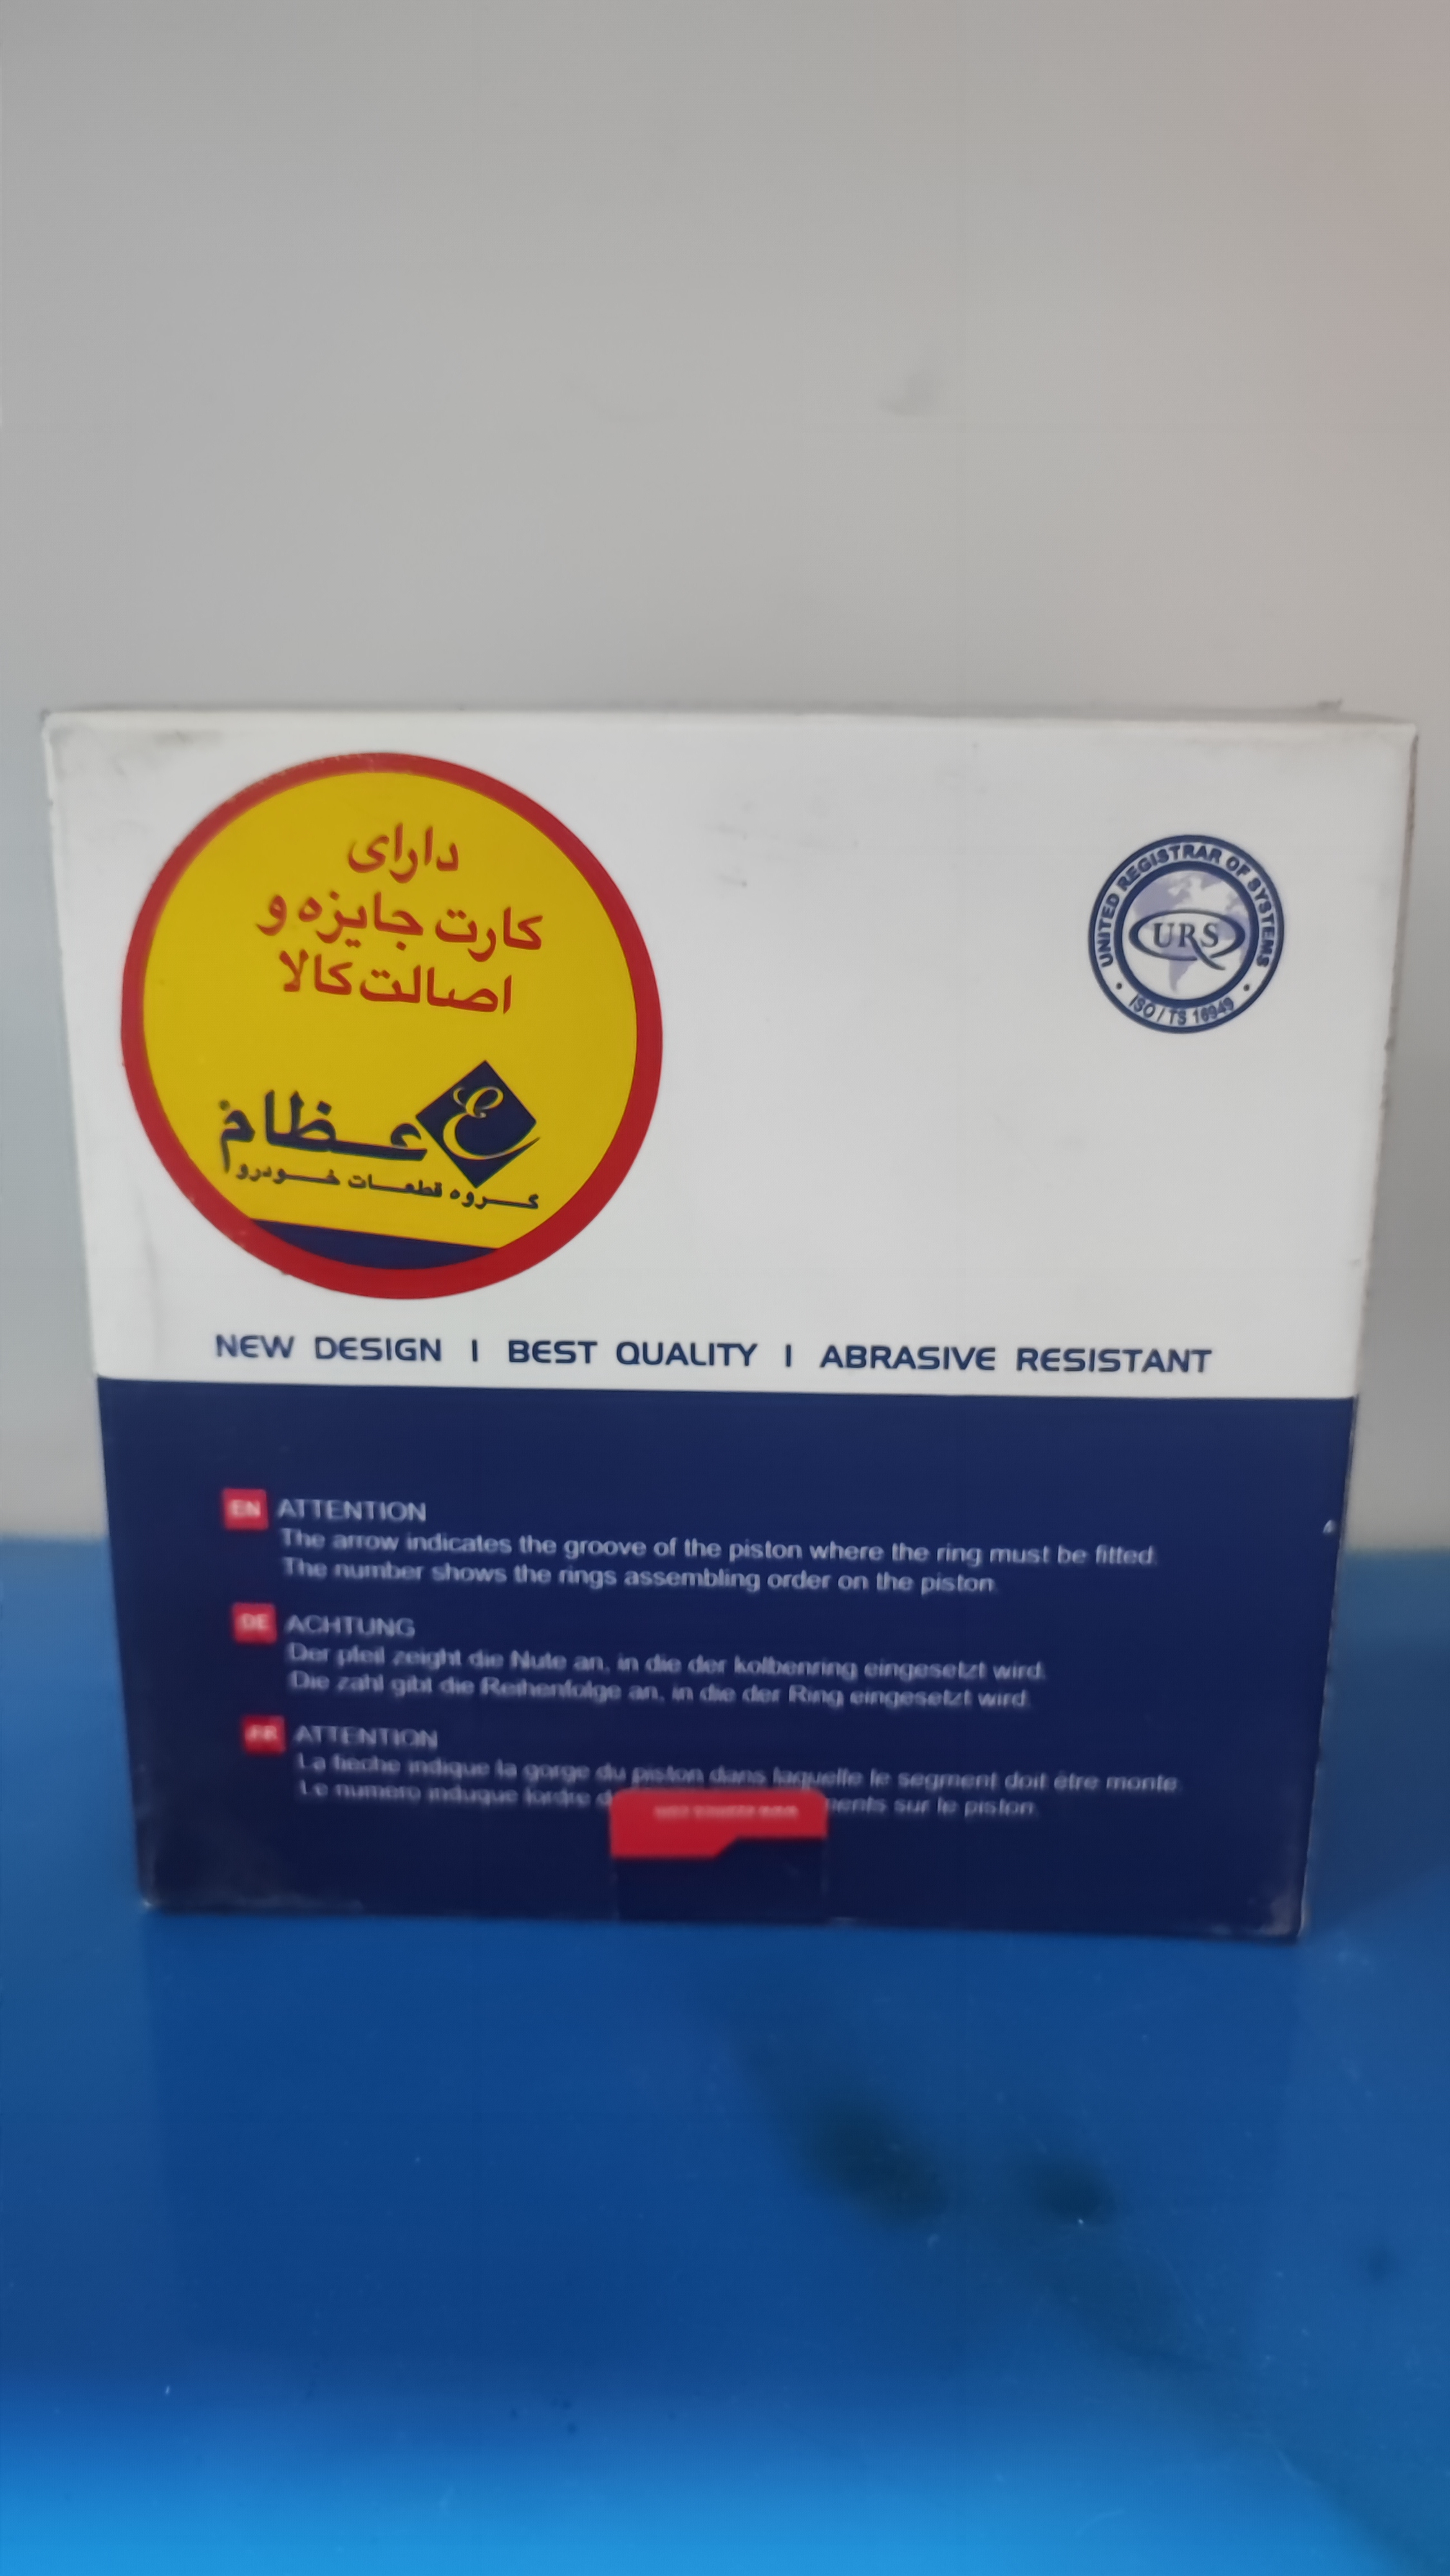 دارای
کارت جایزه و
اصالت کالا
عظام
گروه قطعات خودرو
UNITED REGISTRAR OF SYSTEMS
URS
ISO / TS 16949
NEW DESIGN | BEST QUALITY | ABRASIVE RESISTANT
EN ATTENTION
The arrow indicates the groove of the piston where the ring must be fitted.
The number shows the rings assembling order on the piston.
DE ACHTUNG
Der pfeil zeight die Nute an, in die der kolbenring eingesetzt wird.
Die zahl gibt die Reihenfolge an, in die der Ring eingesetzt wird.
FR ATTENTION
La fleche indique la gorge du piston dans laquelle le segment doit être monte
Le numero induque lordre sur le piston.